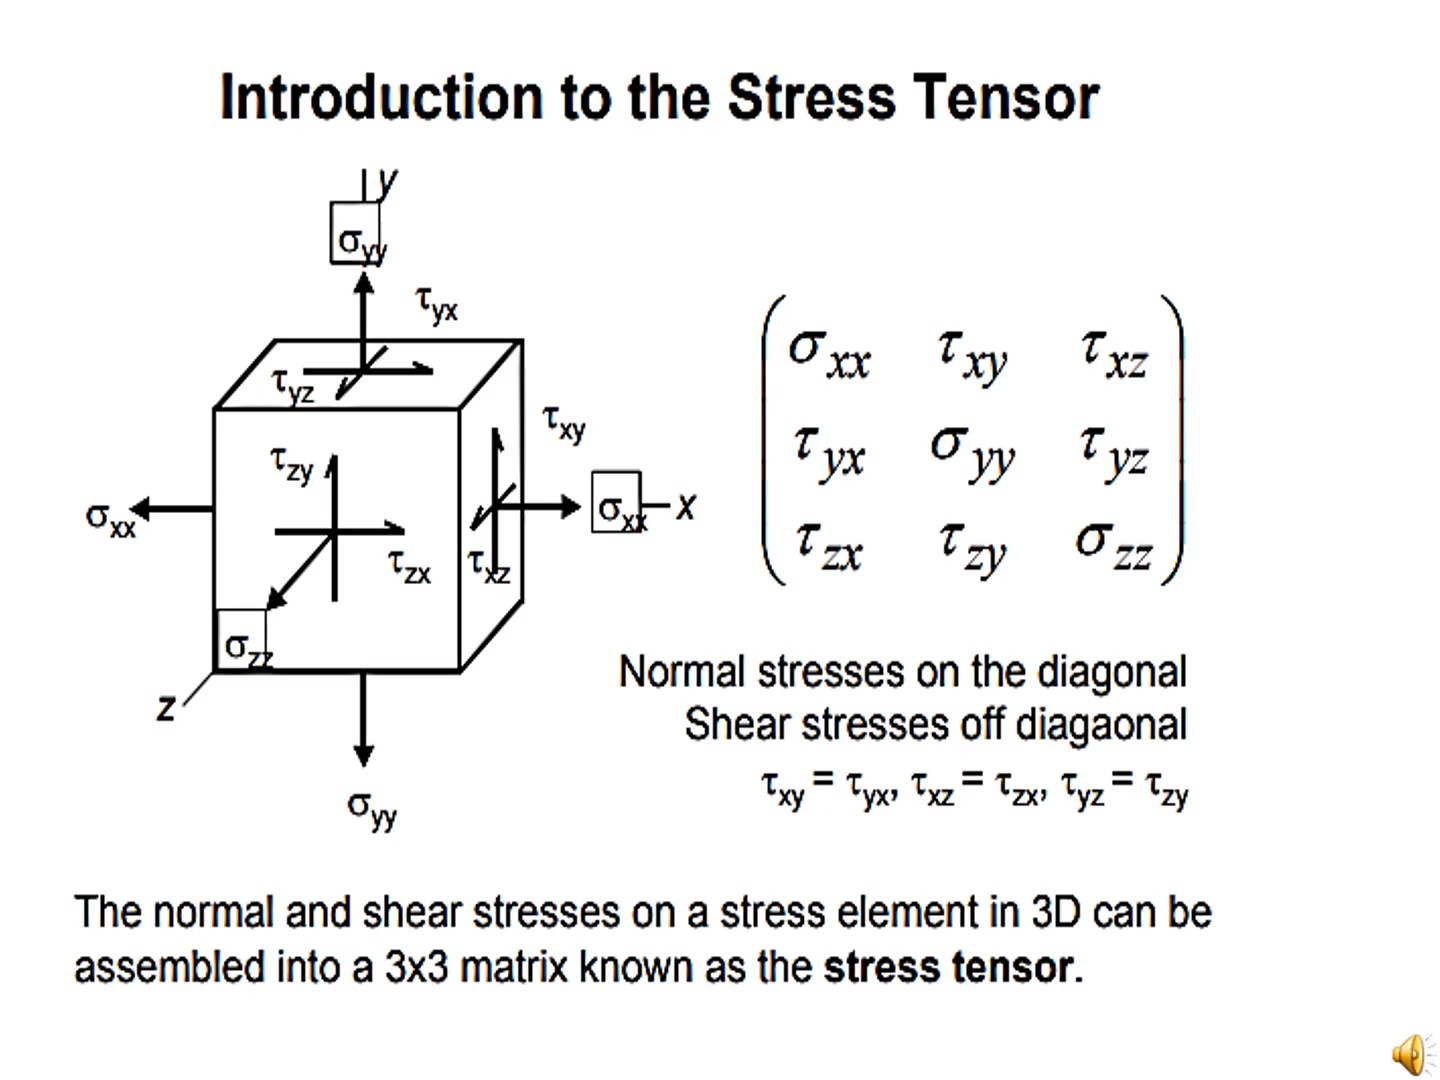 Introduction to the Stress Tensor
y
σyy
τyx
τyz
τxy
τzy
σxx
σxx
x
τzx
τxz
σzz
z
σyy
σxx τxy τxz
τyx σyy τyz
τzx τzy σzz
Normal stresses on the diagonal
Shear stresses off diagaonal
τxy = τyx, τxz = τzx, τyz = τzy
The normal and shear stresses on a stress element in 3D can be
assembled into a 3x3 matrix known as the stress tensor.